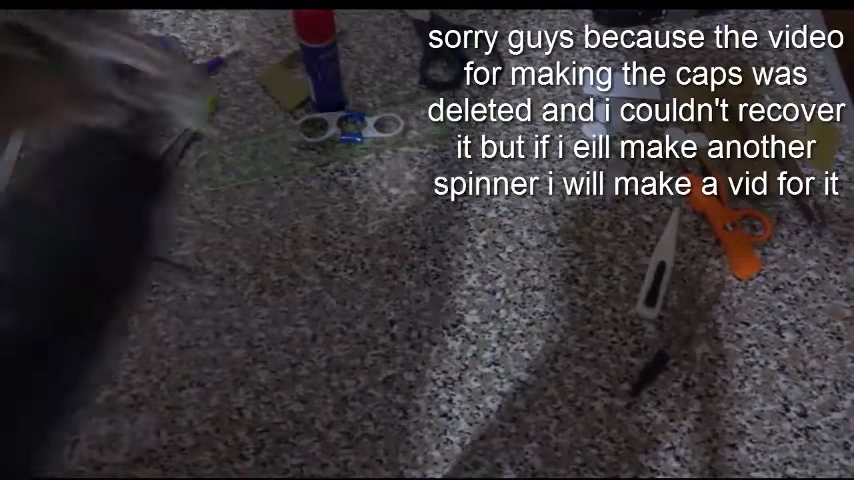 sorry guys because the video
for making the caps was
deleted and i couldn't recover
it but if i eill make another
spinner i will make a vid for it